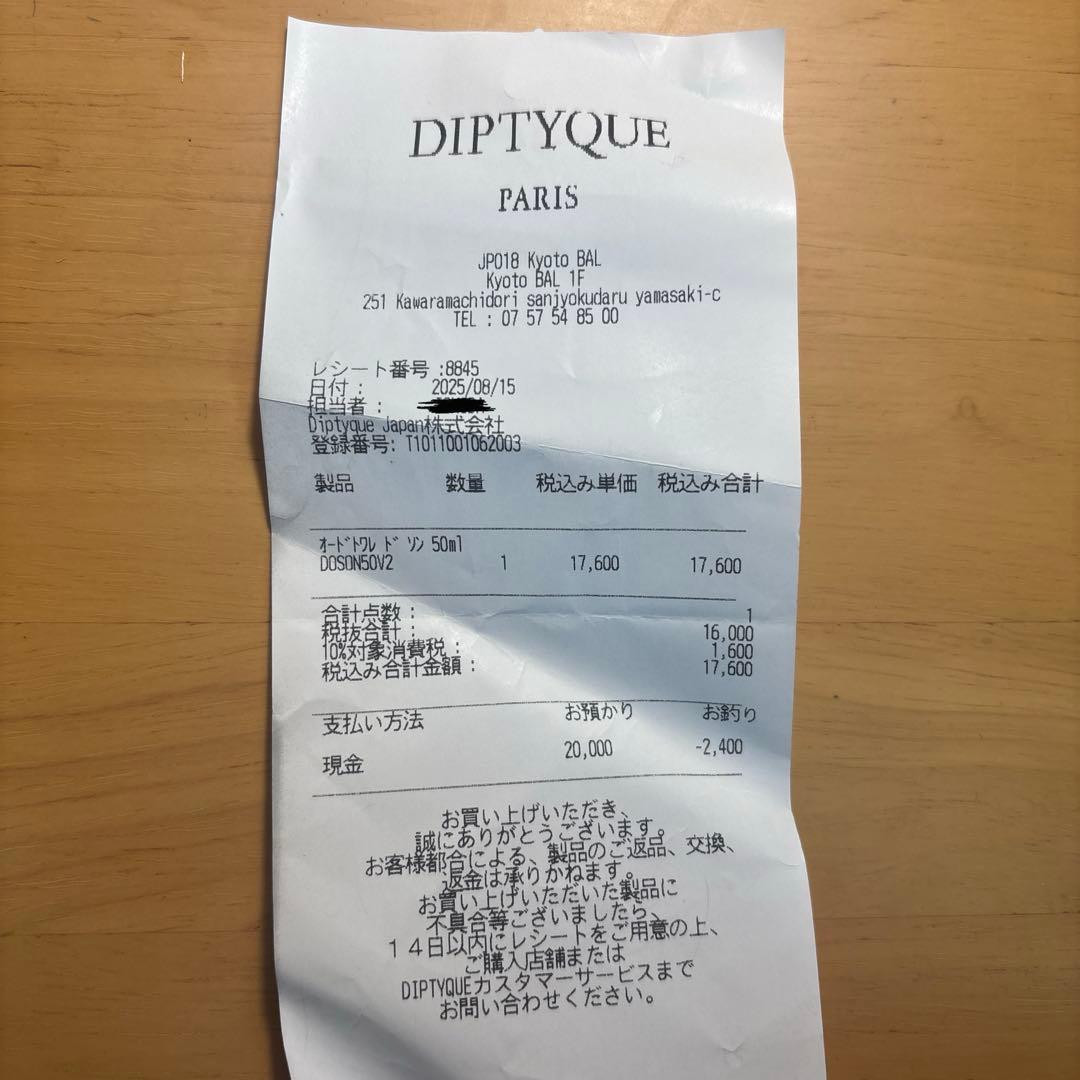 DIPTYQUE
PARIS
JP018 Kyoto BAL
Kyoto BAL 1F
251 Kawaramachidori sanjyokudaru yamasaki-c
TEL : 07 57 54 85 00
レシート番号 :8845
日付 : 2025/08/15
担当者 :
Diptyque Japan株式会社
登録番号: T1011001062003
製品 数量 税込み単価 税込み合計
ｵｰﾄﾞﾄﾜﾚ ﾄﾞ ｿﾝ 50ml
DOSON50V2 1 17,600 17,600
合計点数 : 1
税抜合計 : 16,000
10%対象消費税 : 1,600
税込み合計金額 : 17,600
支払い方法 お預かり お釣り
現金 20,000 -2,400
お買い上げいただき、
誠にありがとうございます。
お客様都合による、製品のご返品、交換、
返金は承りかねます。
お買い上げいただいた製品に
不具合等ございましたら、
１４日以内にレシートをご用意の上、
ご購入店舗または
DIPTYQUEカスタマーサービスまで
お問い合わせください。